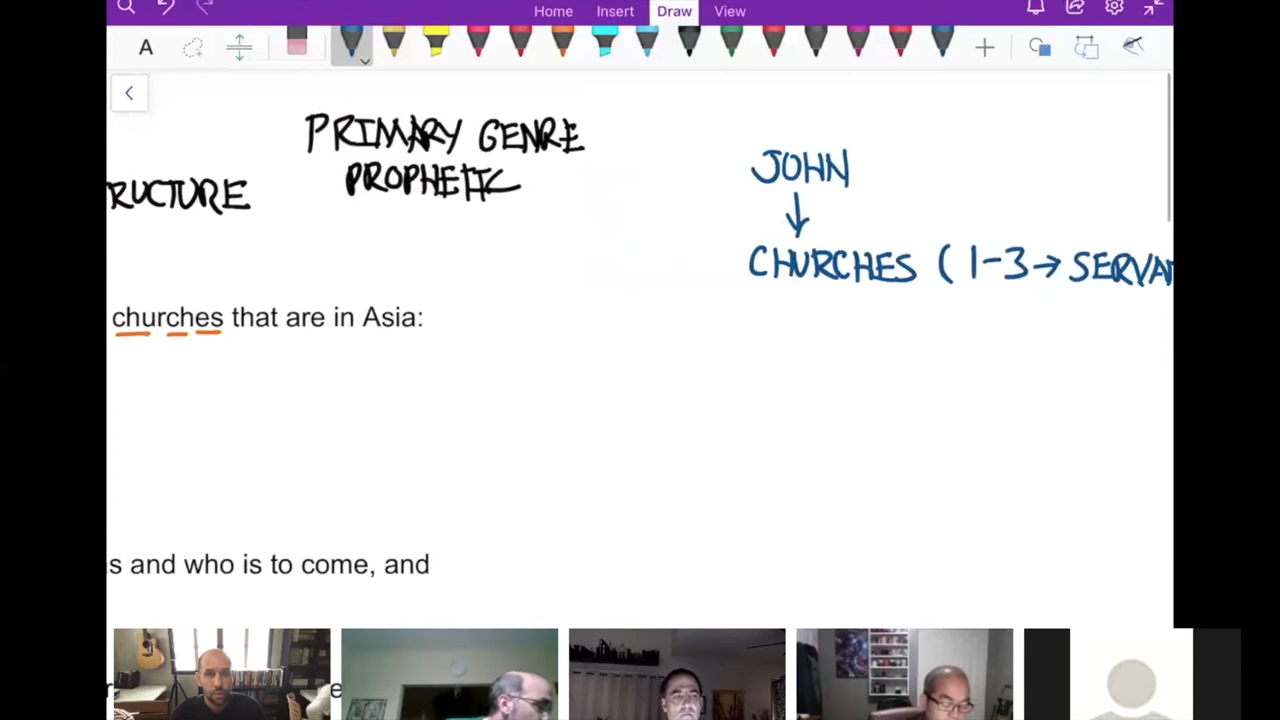 Home Insert Draw View
A
PRIMARY GENRE
PROPHETIC
RUCTURE
JOHN
CHURCHES ( 1-3 → SERVA
churches that are in Asia:
s and who is to come, and
e